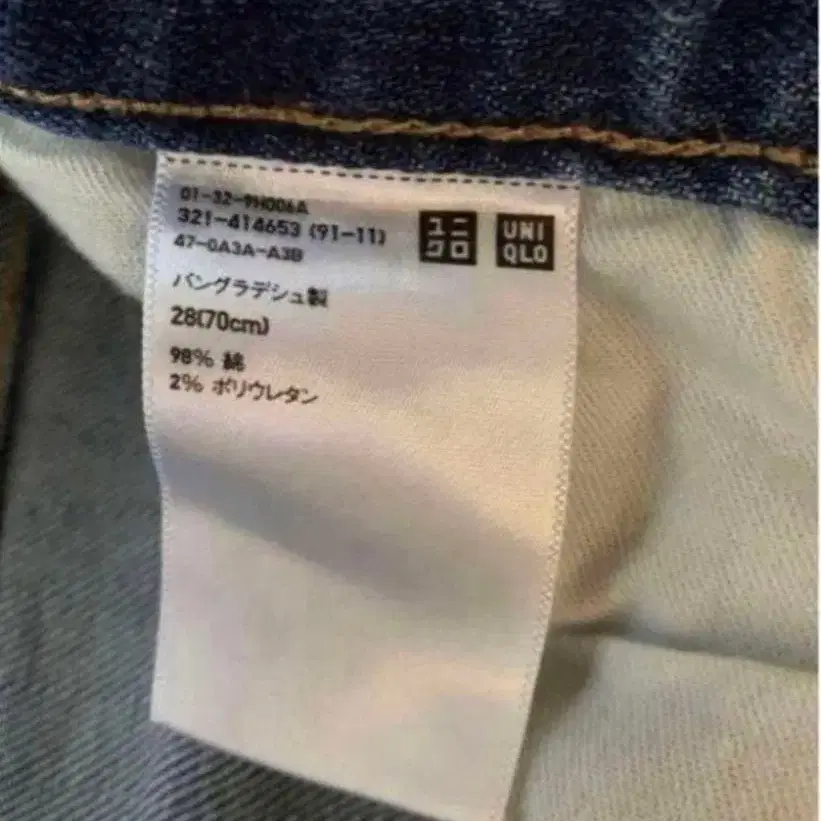 01-32-9H006A
321-414653 (91-11)
47-0A3A-A3B
ユニ
クロ
UNI
QLO
バングラデシュ製
28(70cm)
98% 綿
2% ポリウレタン